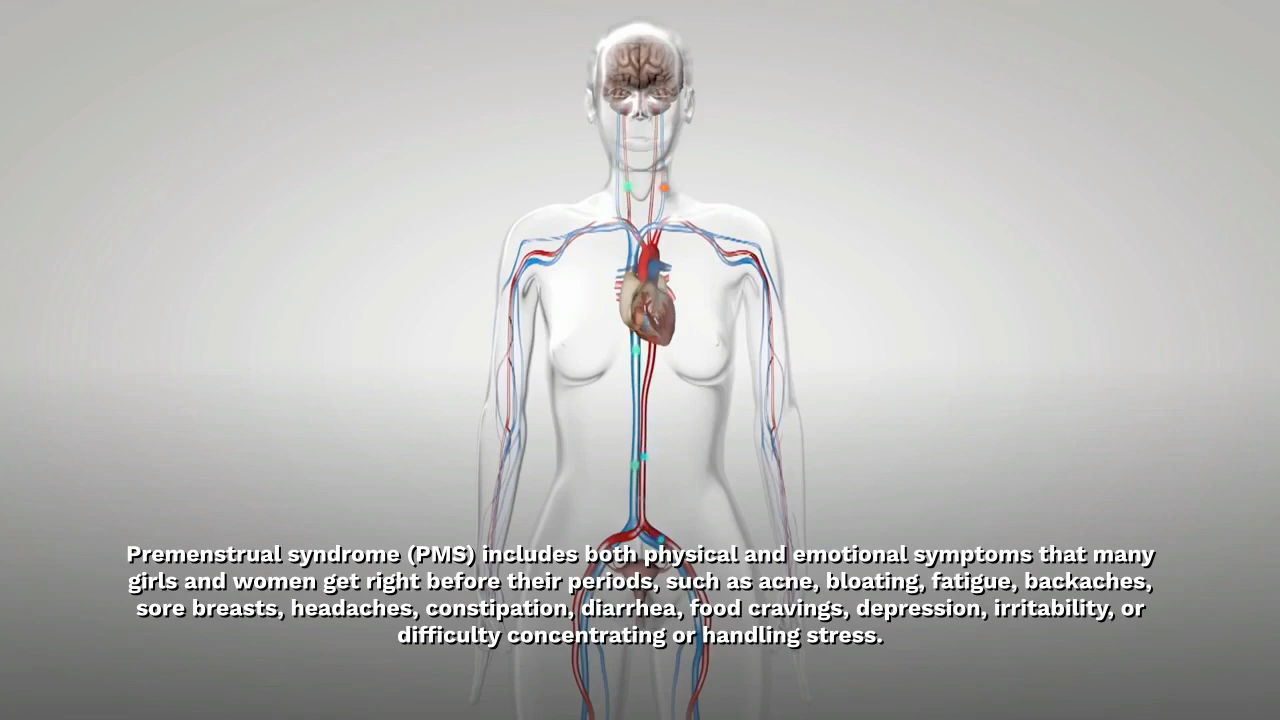 Premenstrual syndrome (PMS) includes both physical and emotional symptoms that many
girls and women get right before their periods, such as acne, bloating, fatigue, backaches,
sore breasts, headaches, constipation, diarrhea, food cravings, depression, irritability, or
difficulty concentrating or handling stress.